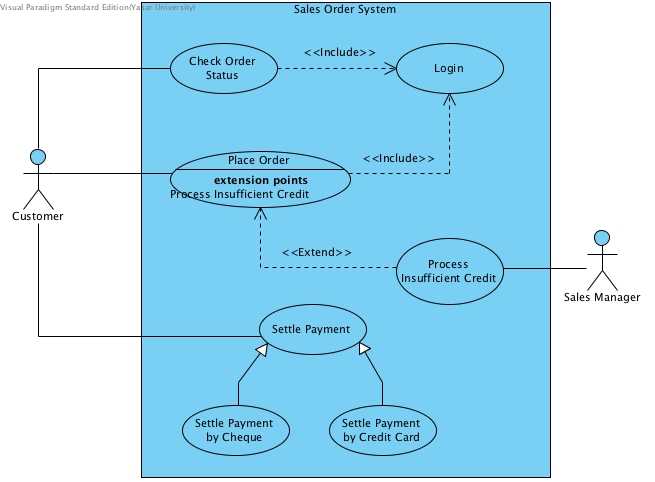 Visual Paradigm Standard Edition(Yasar University)
Sales Order System
Check Order
Status
<<Include>>
Login
Place Order
extension points
Process Insufficient Credit
<<Include>>
Customer
<<Extend>>
Process
Insufficient Credit
Sales Manager
Settle Payment
Settle Payment
by Cheque
Settle Payment
by Credit Card